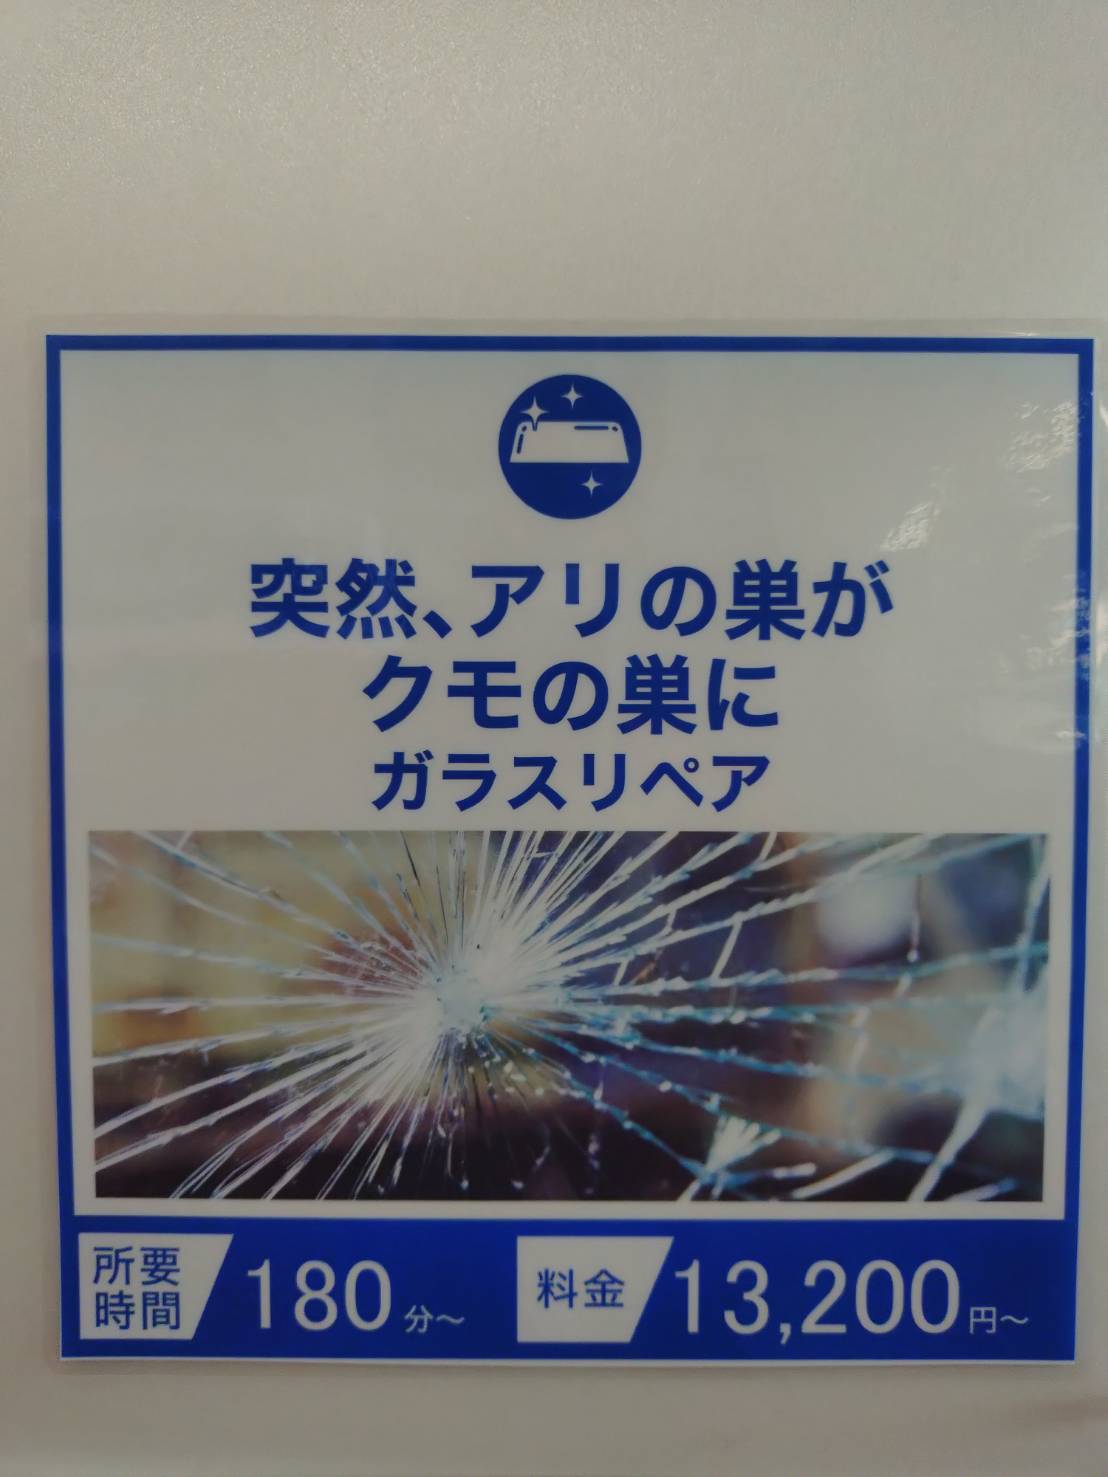 突然、アリの巣が
クモの巣に
ガラスリペア
所要
時間
180分～
料金
13,200円～